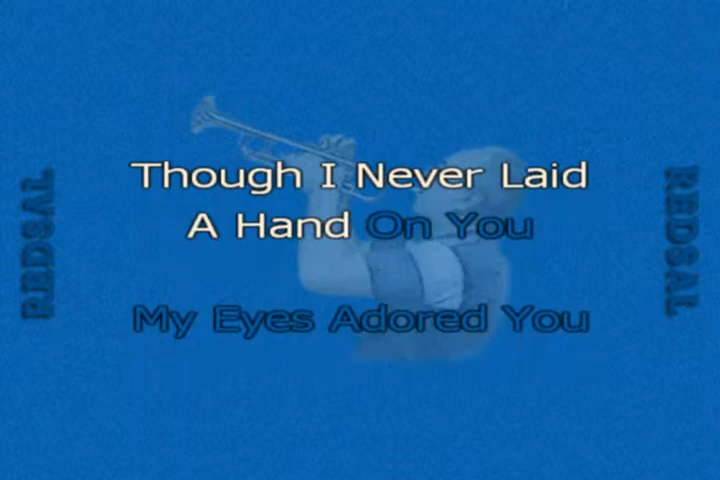 Though I Never Laid
A Hand On You
My Eyes Adored You
REDSAL
REDSAL